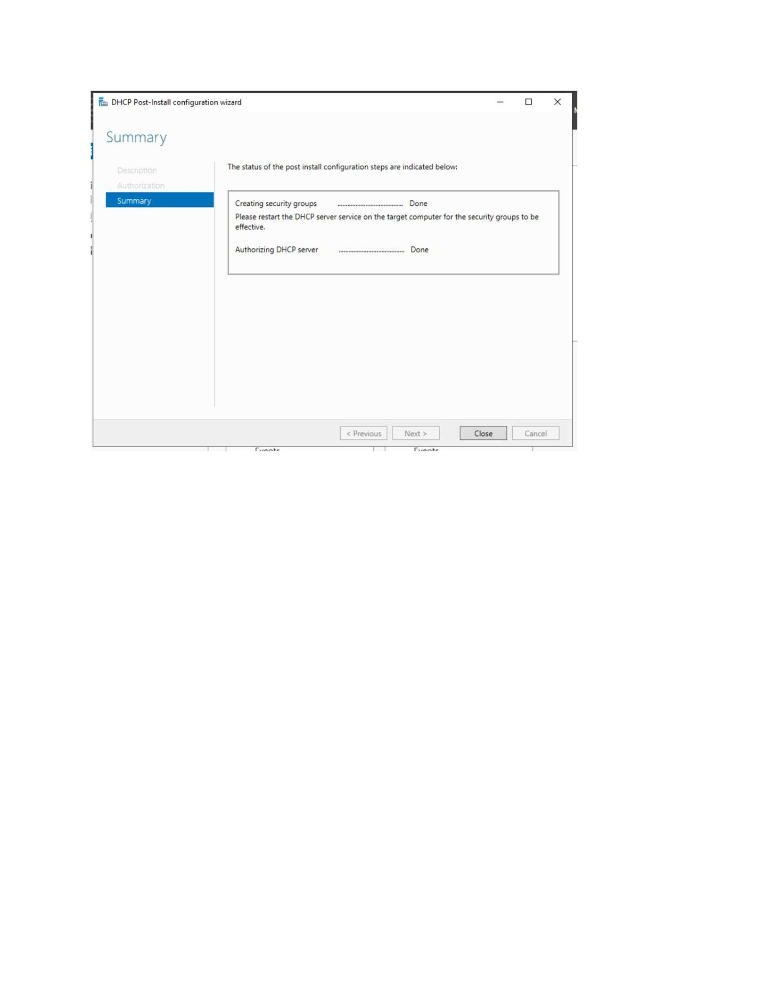 DHCP Post-Install configuration wizard
Summary
Description
Authorization
Summary
The status of the post install configuration steps are indicated below:
Creating security groups ........................................ Done
Please restart the DHCP server service on the target computer for the security groups to be
effective.
Authorizing DHCP server ........................................ Done
< Previous
Next >
Close
Cancel
Events
Events